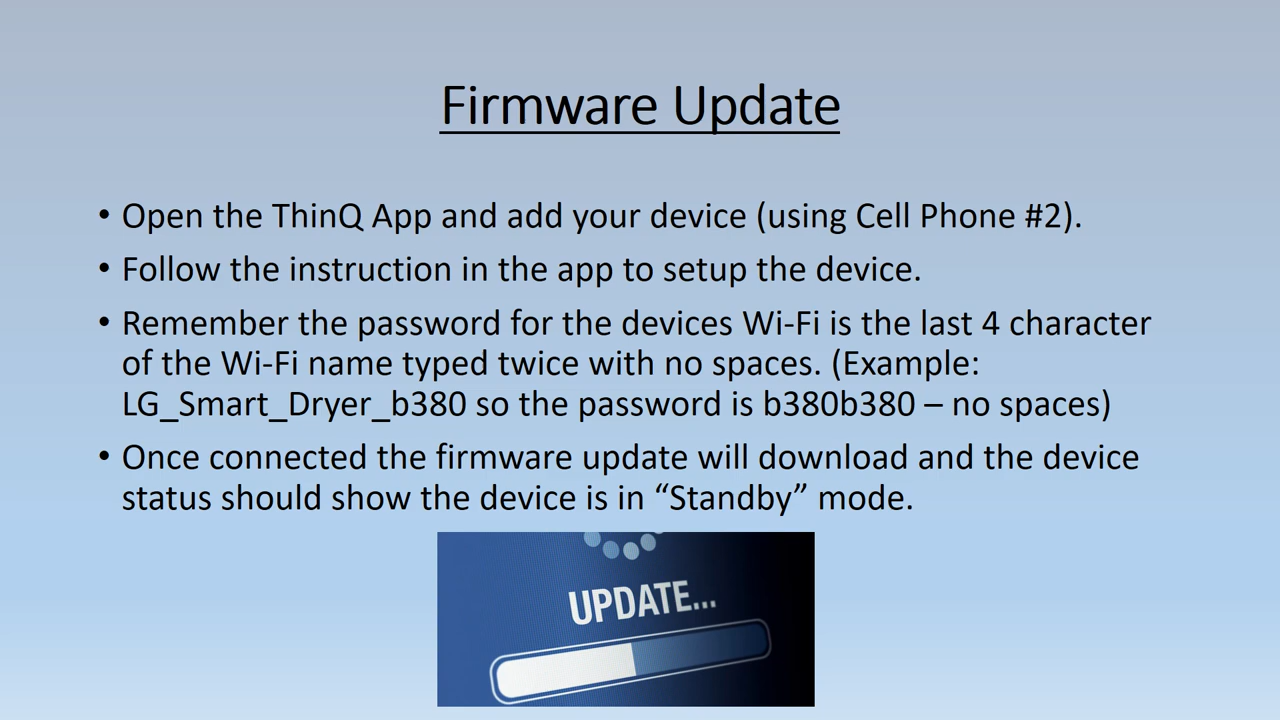 Firmware Update
• Open the ThinQ App and add your device (using Cell Phone #2).
• Follow the instruction in the app to setup the device.
• Remember the password for the devices Wi-Fi is the last 4 character
of the Wi-Fi name typed twice with no spaces. (Example:
LG_Smart_Dryer_b380 so the password is b380b380 – no spaces)
• Once connected the firmware update will download and the device
status should show the device is in “Standby” mode.
UPDATE...